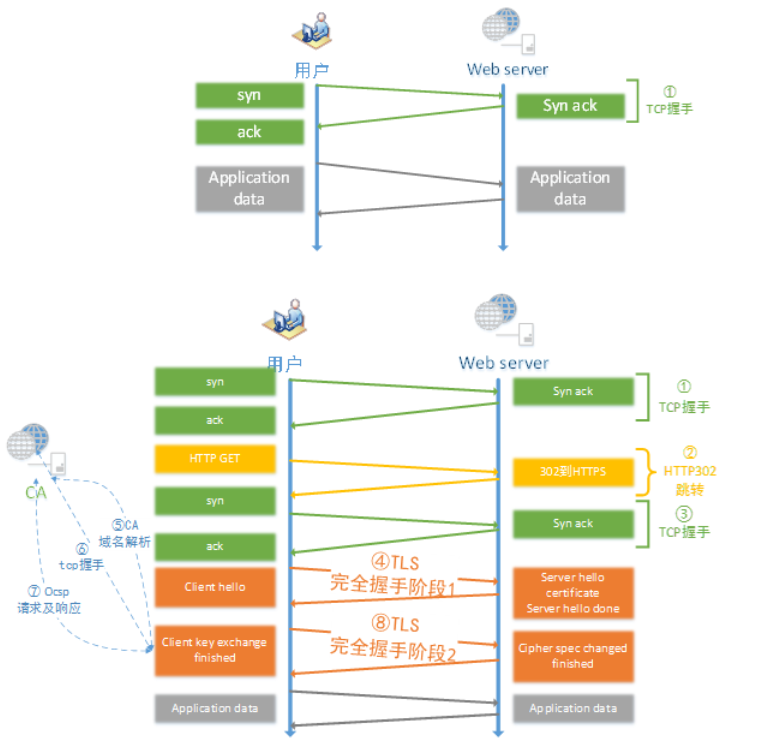 用户
Web server
syn
Syn ack
①
TCP握手
ack
Application
data
Application
data
用户
Web server
syn
Syn ack
①
TCP握手
ack
HTTP GET
302到HTTPS
②
HTTP302
跳转
CA
syn
Syn ack
③
TCP握手
⑤CA
域名解析
⑥
tcp握手
ack
④TLS
完全握手阶段1
Client hello
Server hello
certificate
Server hello done
⑦ Ocsp
请求及响应
⑧TLS
完全握手阶段2
Client key exchange
finished
Cipher spec changed
finished
Application data
Application data